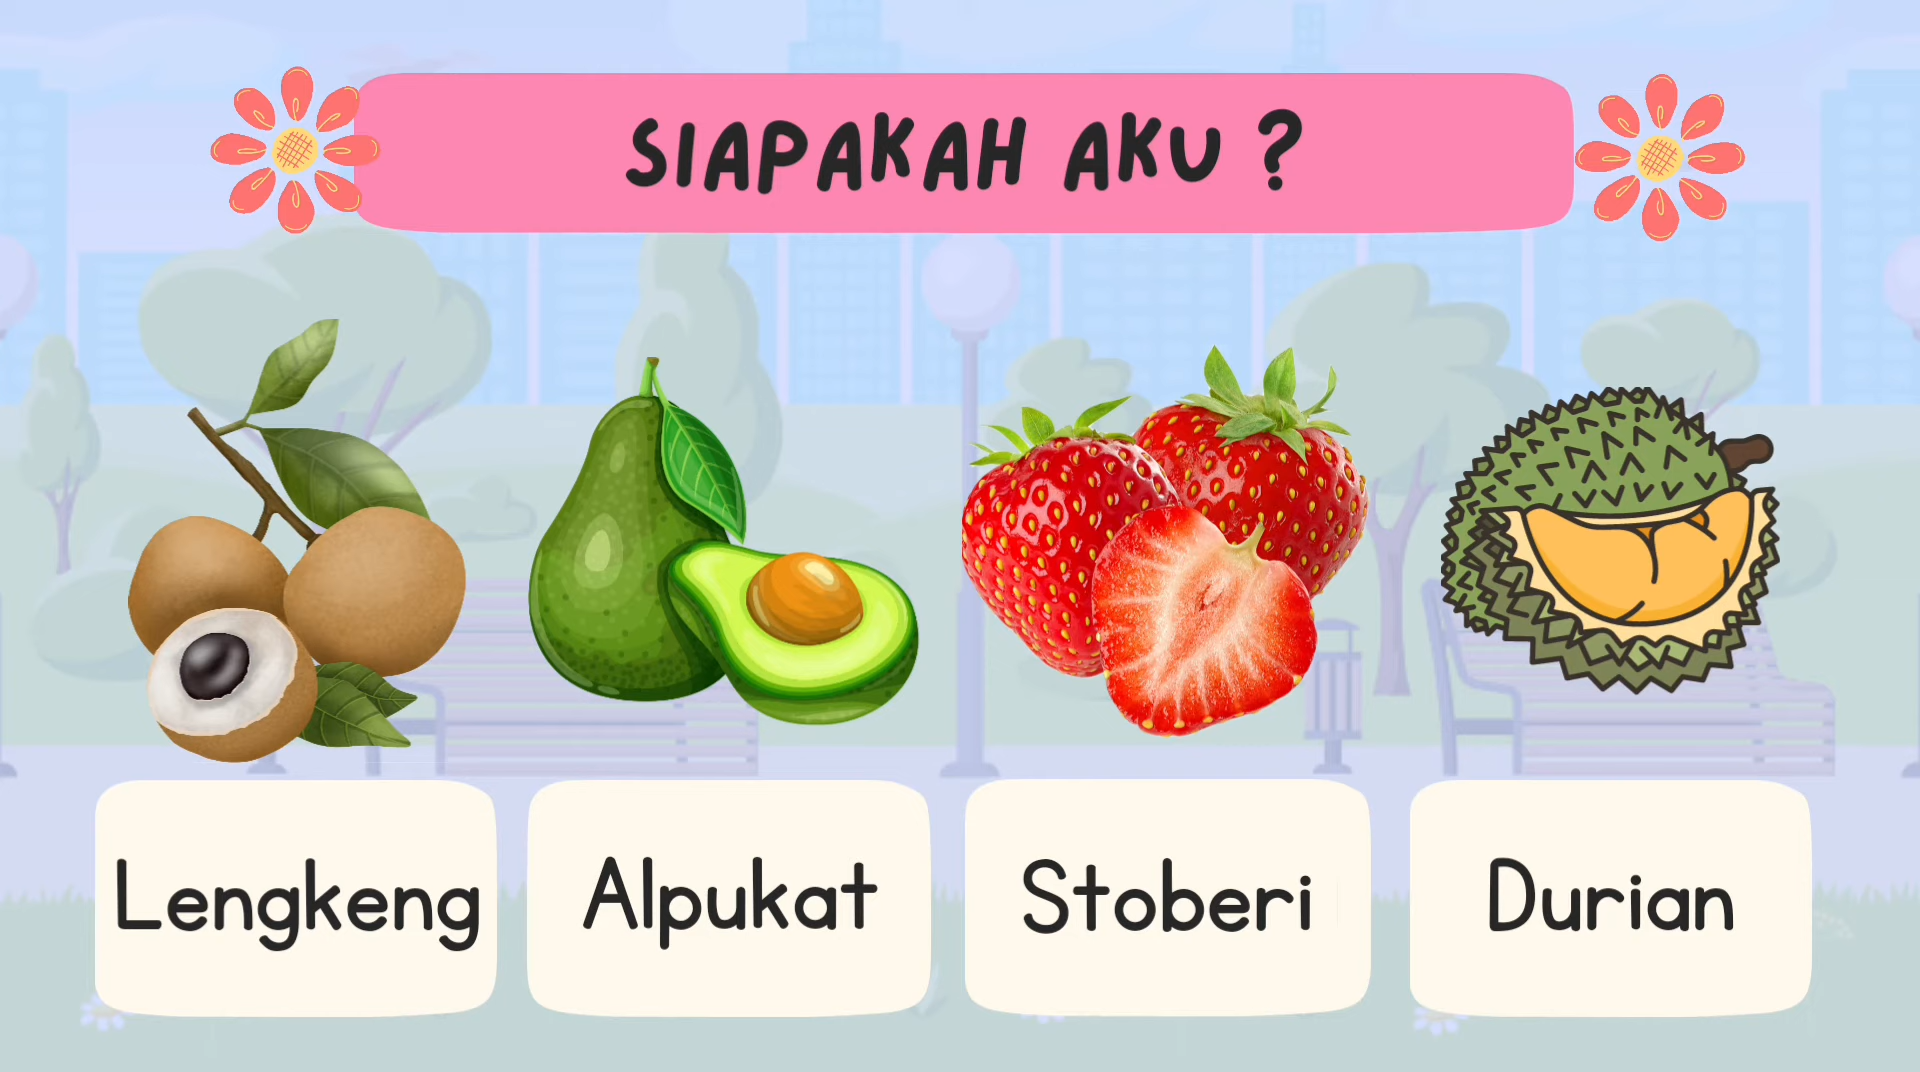 SIAPAKAH AKU ?
Lengkeng
Alpukat
Stoberi
Durian